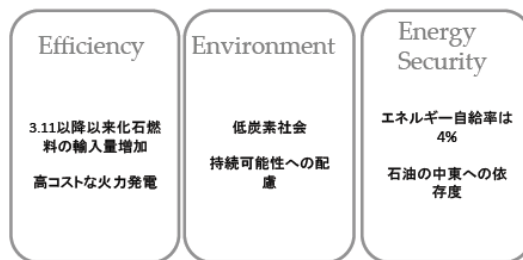 Efficiency
3.11以降以来化石燃
料の輸入量増加
高コストな火力発電
Environment
低炭素社会
持続可能性への配
慮
Energy
Security
エネルギー自給率は
4%
石油の中東への依
存度